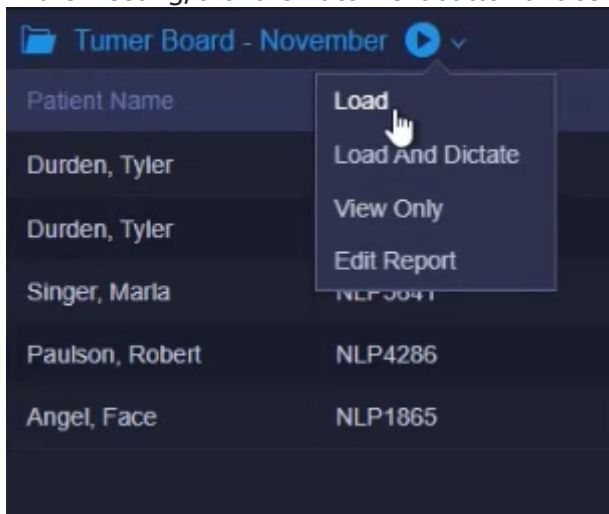 Tumer Board - November
Patient Name
Load
Durden, Tyler
Load And Dictate
Durden, Tyler
View Only
Edit Report
Singer, Marla
Paulson, Robert NLP4286
Angel, Face NLP1865